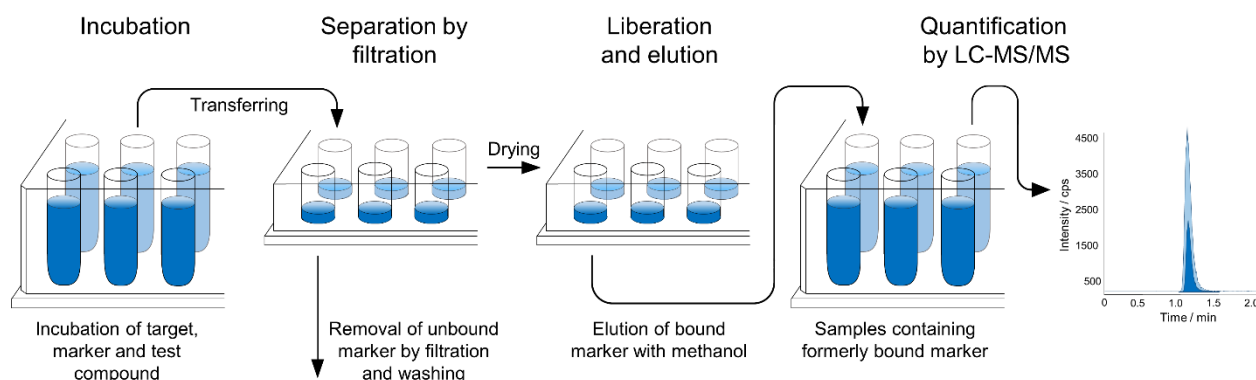 Incubation
Separation by
filtration
Liberation
and elution
Quantification
by LC-MS/MS
Transferring
Drying
4500
3500
2500
1500
500
Intensity / cps
0 0.5 1.0 1.5 2.0
Time / min
Incubation of target,
marker and test
compound
Removal of unbound
marker by filtration
and washing
Elution of bound
marker with methanol
Samples containing
formerly bound marker